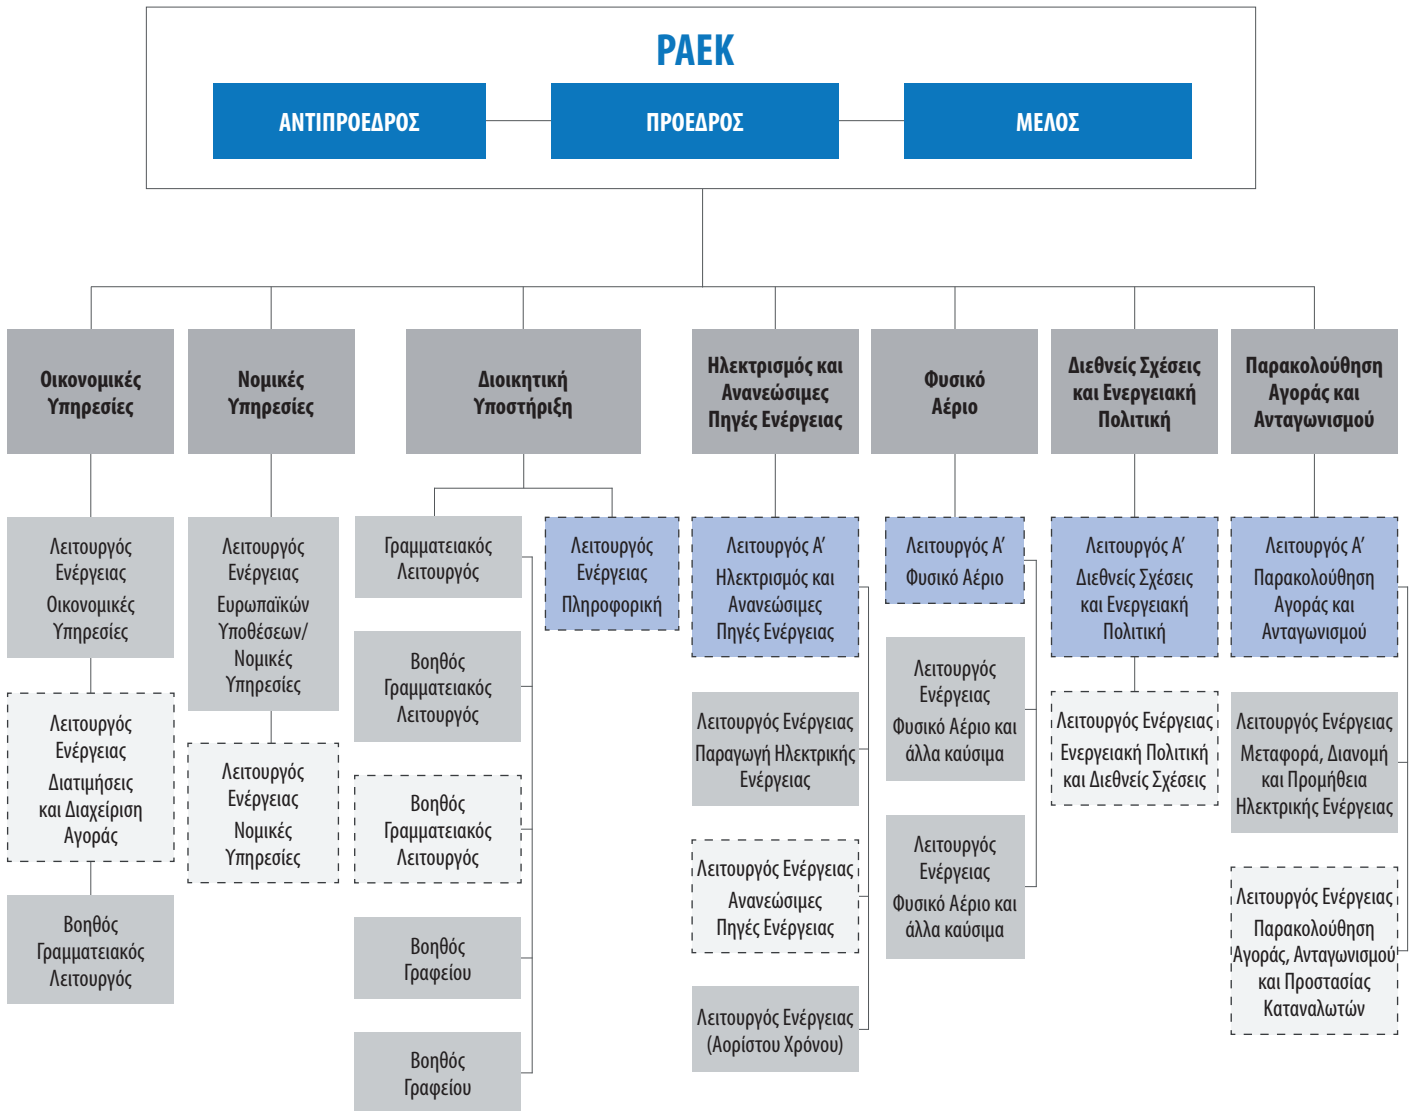 ΡΑΕΚ
ΑΝΤΙΠΡΟΕΔΡΟΣ
ΠΡΟΕΔΡΟΣ
ΜΕΛΟΣ
Οικονομικές
Υπηρεσίες
Νομικές
Υπηρεσίες
Διοικητική
Υποστήριξη
Ηλεκτρισμός και
Ανανεώσιμες
Πηγές Ενέργειας
Φυσικό
Αέριο
Διεθνείς Σχέσεις
και Ενεργειακή
Πολιτική
Παρακολούθηση
Αγοράς και
Ανταγωνισμού
Λειτουργός
Ενέργειας
Οικονομικές
Υπηρεσίες
Λειτουργός
Ενέργειας
Διατιμήσεις
και Διαχείριση
Αγοράς
Βοηθός
Γραμματειακός
Λειτουργός
Λειτουργός
Ενέργειας
Ευρωπαϊκών
Υποθέσεων/
Νομικές
Υπηρεσίες
Λειτουργός
Ενέργειας
Νομικές
Υπηρεσίες
Γραμματειακός
Λειτουργός
Βοηθός
Γραμματειακός
Λειτουργός
Βοηθός
Γραμματειακός
Λειτουργός
Βοηθός
Γραφείου
Βοηθός
Γραφείου
Λειτουργός
Ενέργειας
Πληροφορική
Λειτουργός Α’
Ηλεκτρισμός και
Ανανεώσιμες
Πηγές Ενέργειας
Λειτουργός Ενέργειας
Παραγωγή Ηλεκτρικής
Ενέργειας
Λειτουργός Ενέργειας
Ανανεώσιμες
Πηγές Ενέργειας
Λειτουργός Ενέργειας
(Αορίστου Χρόνου)
Λειτουργός Α’
Φυσικό Αέριο
Λειτουργός
Ενέργειας
Φυσικό Αέριο και
άλλα καύσιμα
Λειτουργός
Ενέργειας
Φυσικό Αέριο και
άλλα καύσιμα
Λειτουργός Α’
Διεθνείς Σχέσεις
και Ενεργειακή
Πολιτική
Λειτουργός Ενέργειας
Ενεργειακή Πολιτική
και Διεθνείς Σχέσεις
Λειτουργός Α’
Παρακολούθηση
Αγοράς και
Ανταγωνισμού
Λειτουργός Ενέργειας
Μεταφορά, Διανομή
και Προμήθεια
Ηλεκτρικής Ενέργειας
Λειτουργός Ενέργειας
Παρακολούθηση
Αγοράς, Ανταγωνισμού
και Προστασίας
Καταναλωτών